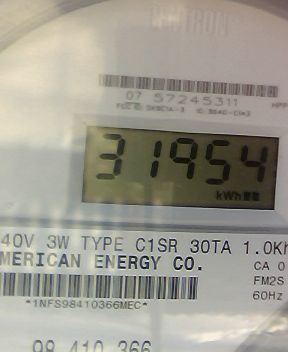 07 57245311
31954
kWh
40V 3W TYPE C1SR 30TA 1.0Kh
MERICAN ENERGY CO.
CA 0
FM2S
60Hz
*1NFS98410366MEC*
98 410 366